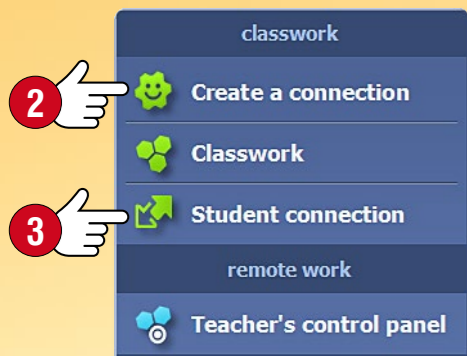 classwork
2
Create a connection
Classwork
3
Student connection
remote work
Teacher's control panel